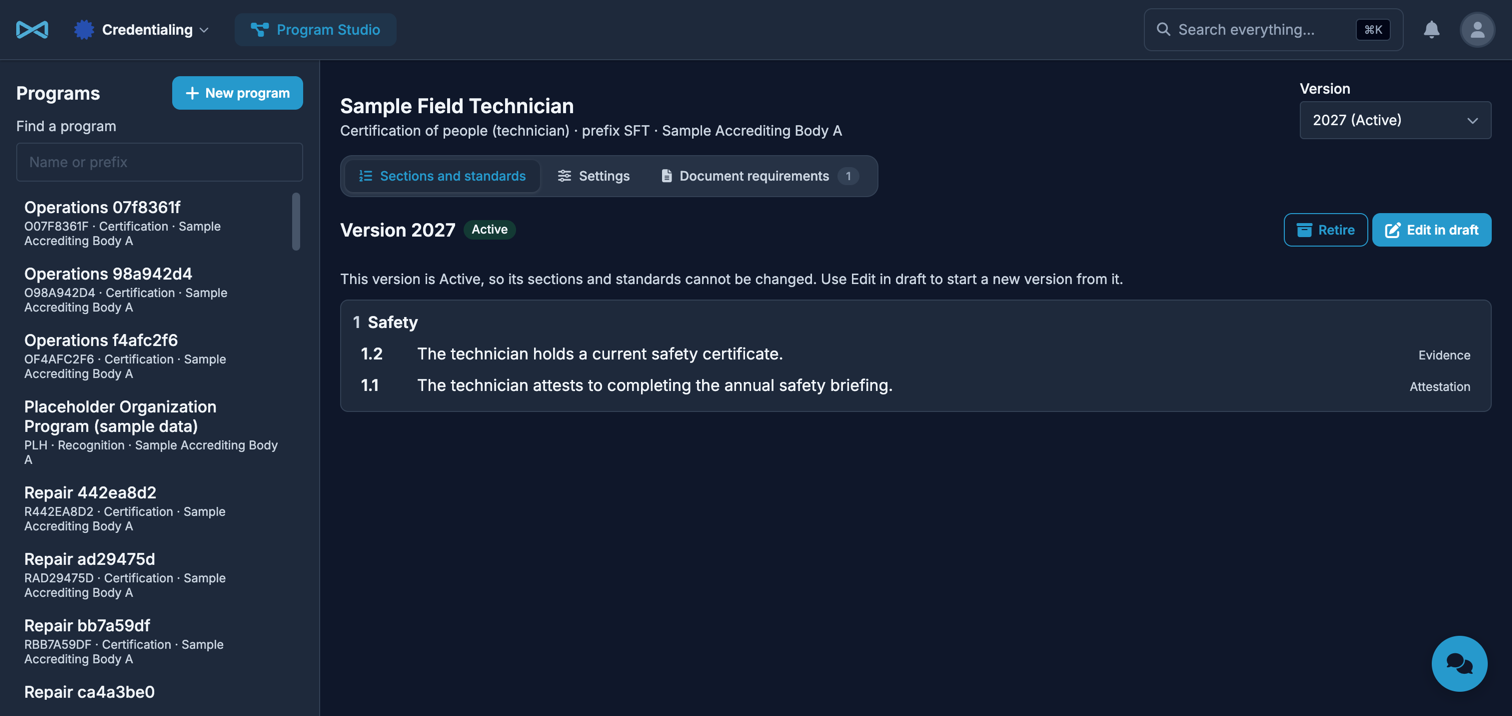 Credentialing
Program Studio
Search everything...
⌘K
Programs
New program
Find a program
Name or prefix
Operations 07f8361f
O07F8361F · Certification · Sample
Accrediting Body A
Operations 98a942d4
O98A942D4 · Certification · Sample
Accrediting Body A
Operations f4afc2f6
OF4AFC2F6 · Certification · Sample
Accrediting Body A
Placeholder Organization
Program (sample data)
PLH · Recognition · Sample Accrediting Body
A
Repair 442ea8d2
R442EA8D2 · Certification · Sample
Accrediting Body A
Repair ad29475d
RAD29475D · Certification · Sample
Accrediting Body A
Repair bb7a59df
RBB7A59DF · Certification · Sample
Accrediting Body A
Repair ca4a3be0
Sample Field Technician
Certification of people (technician) · prefix SFT · Sample Accrediting Body A
Version
2027 (Active)
Sections and standards
Settings
Document requirements 1
Version 2027 Active
Retire
Edit in draft
This version is Active, so its sections and standards cannot be changed. Use Edit in draft to start a new version from it.
1 Safety
1.2 The technician holds a current safety certificate. Evidence
1.1 The technician attests to completing the annual safety briefing. Attestation